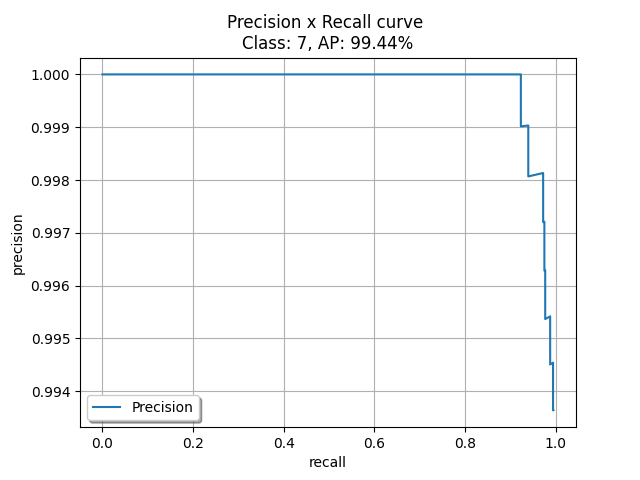 Precision x Recall curve
Class: 7, AP: 99.44%
1.000
0.999
0.998
0.997
0.996
0.995
0.994
precision
Precision
0.0 0.2 0.4 0.6 0.8 1.0
recall